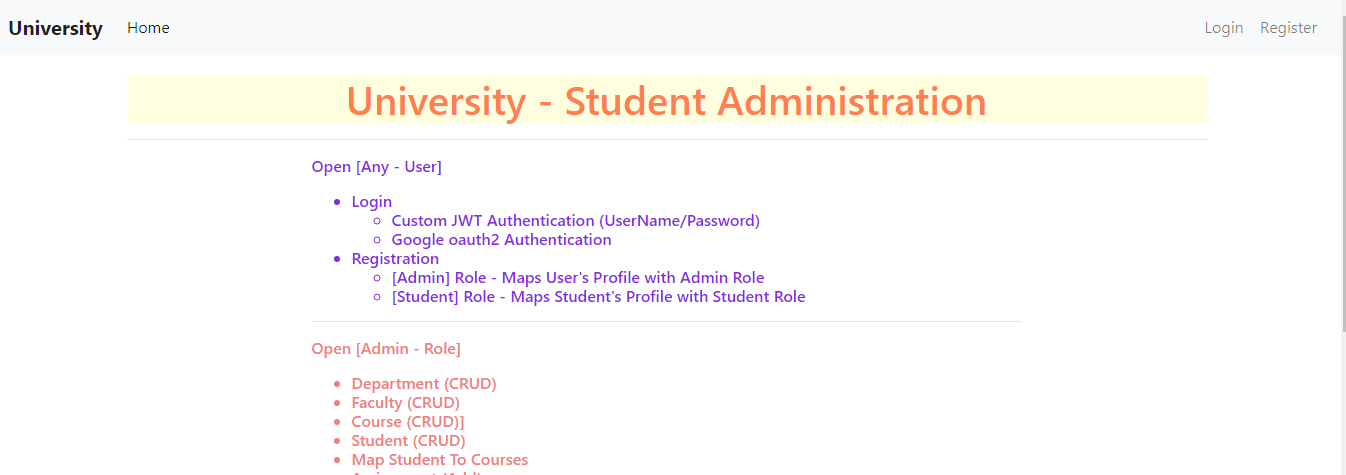 University Home Login Register
University - Student Administration
Open [Any - User]
Login
Custom JWT Authentication (UserName/Password)
Google oauth2 Authentication
Registration
[Admin] Role - Maps User's Profile with Admin Role
[Student] Role - Maps Student's Profile with Student Role
Open [Admin - Role]
Department (CRUD)
Faculty (CRUD)
Course (CRUD)]
Student (CRUD)
Map Student To Courses